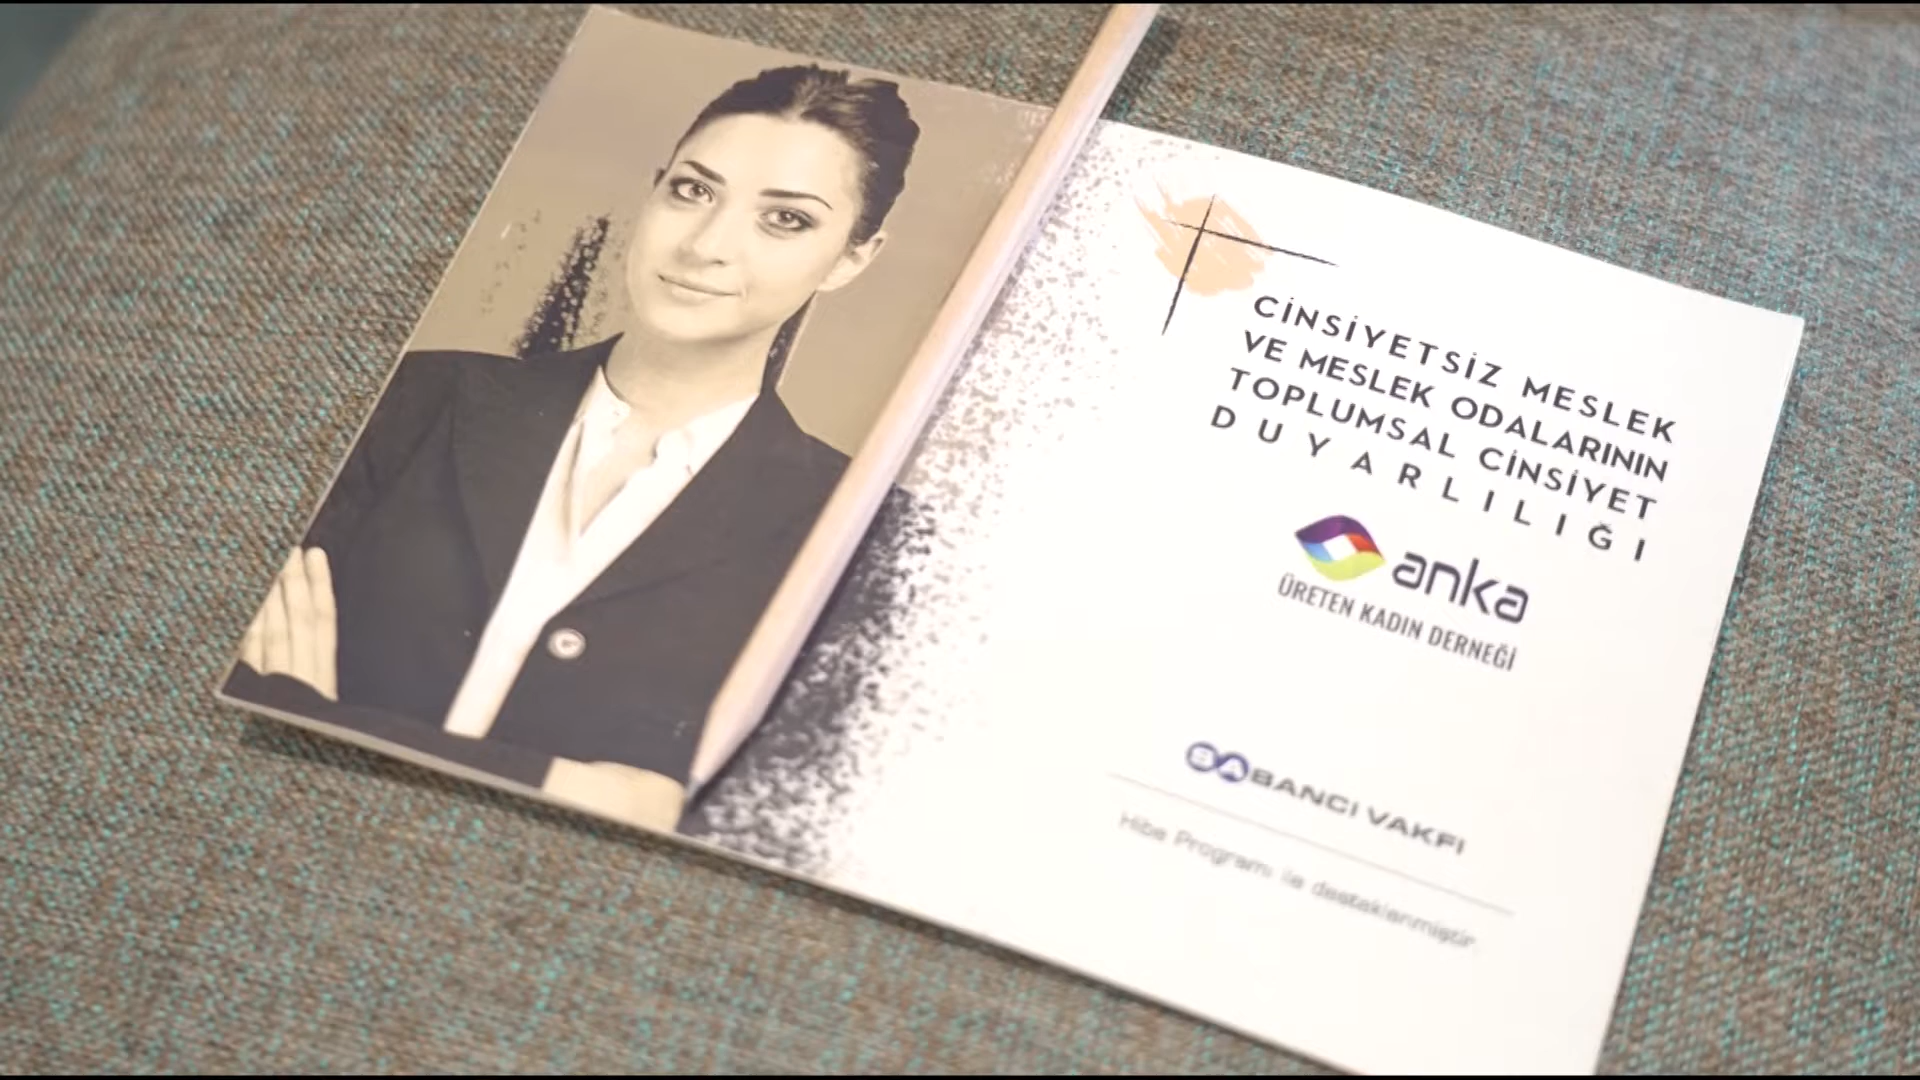 CİNSİYETSİZ MESLEK
VE MESLEK ODALARININ
TOPLUMSAL CİNSİYET
DUYARLILIĞI
anka
ÜRETEN KADIN DERNEĞİ
SABANCI VAKFI
Hibe Programı ile desteklenmiştir.